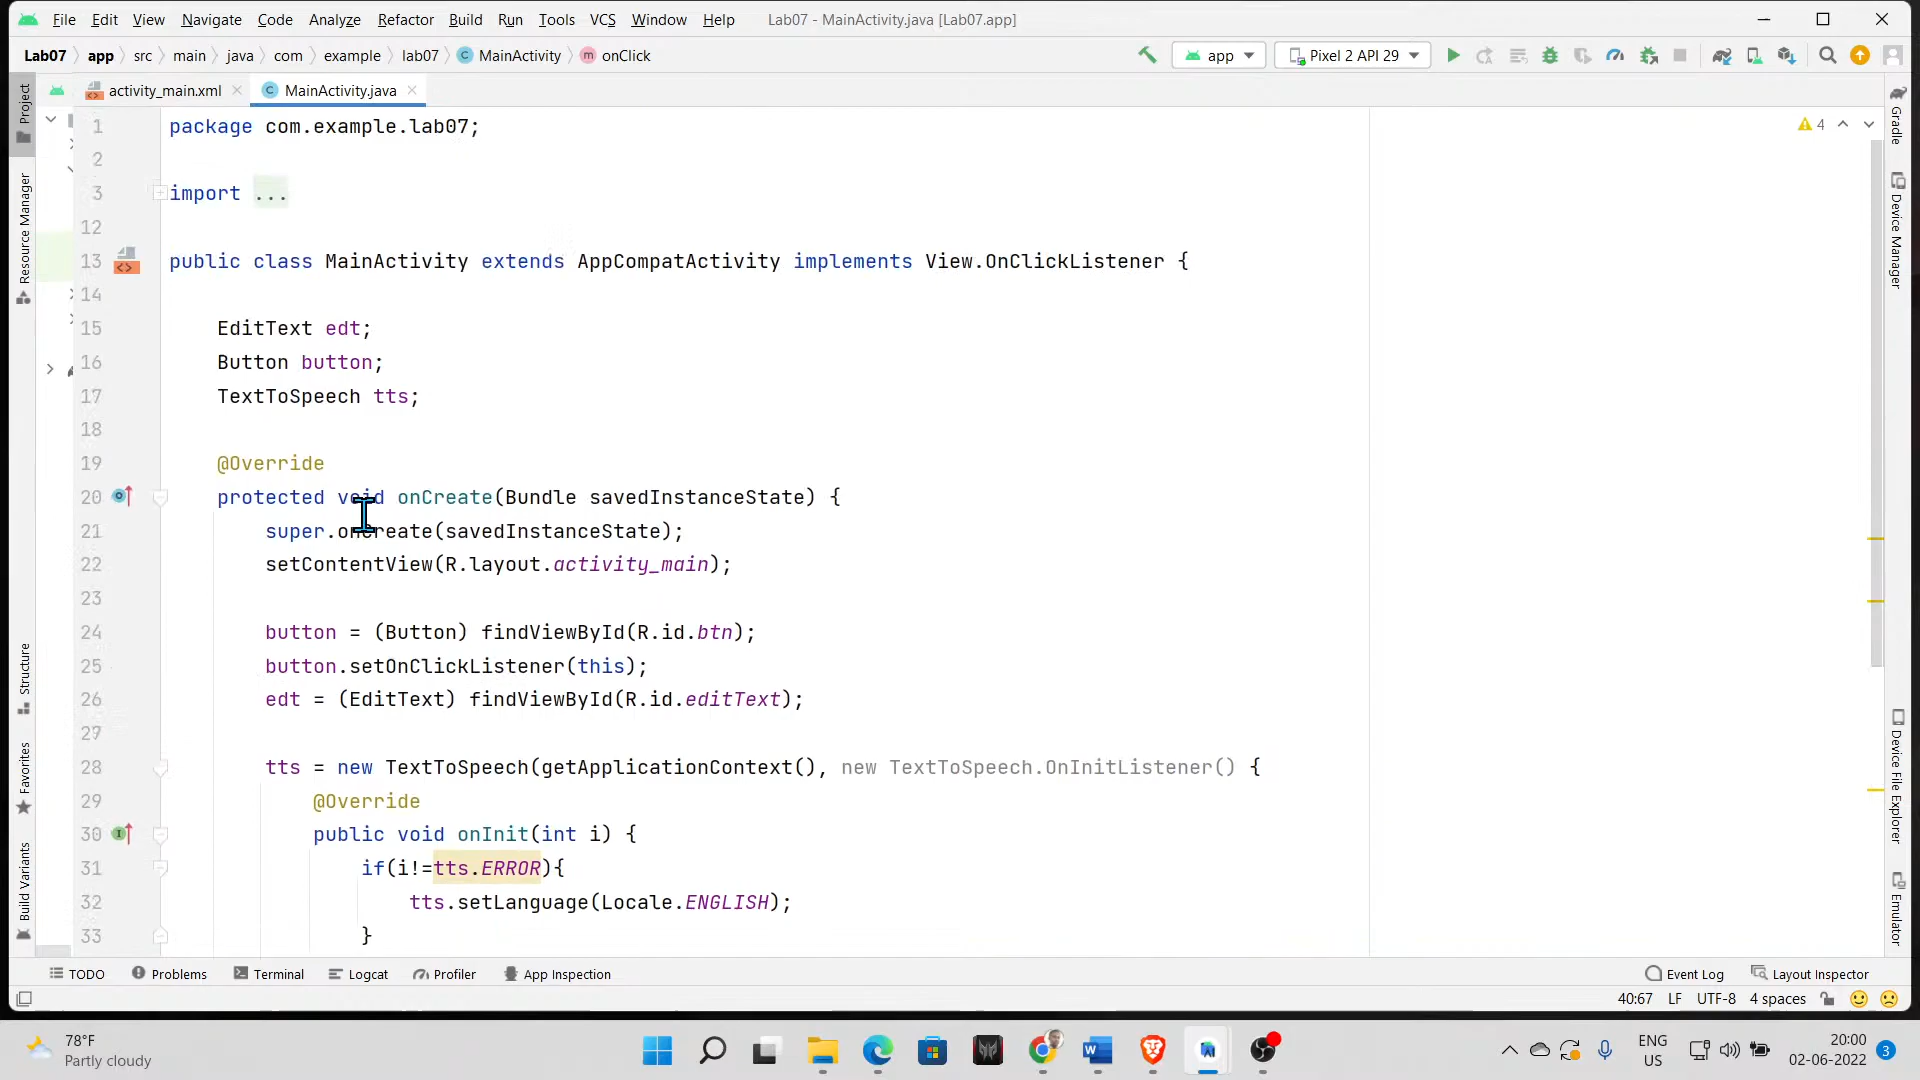 File Edit View Navigate Code Analyze Refactor Build Run Tools VCS Window Help Lab07 - MainActivity.java [Lab07.app]
Lab07 app src main java com example lab07 MainActivity onClick app Pixel 2 API 29
activity_main.xml MainActivity.java
1 package com.example.lab07;
2
3 import ...
12
13 public class MainActivity extends AppCompatActivity implements View.OnClickListener {
14
15 EditText edt;
16 Button button;
17 TextToSpeech tts;
18
19 @Override
20 protected void onCreate(Bundle savedInstanceState) {
21 super.onCreate(savedInstanceState);
22 setContentView(R.layout.activity_main);
23
24 button = (Button) findViewById(R.id.btn);
25 button.setOnClickListener(this);
26 edt = (EditText) findViewById(R.id.editText);
27
28 tts = new TextToSpeech(getApplicationContext(), new TextToSpeech.OnInitListener() {
29 @Override
30 public void onInit(int i) {
31 if(i!=tts.ERROR){
32 tts.setLanguage(Locale.ENGLISH);
33 }
4
Project
Resource Manager
Structure
Favorites
Build Variants
Gradle
Device Manager
Device File Explorer
Emulator
TODO Problems Terminal Logcat Profiler App Inspection Event Log Layout Inspector
40:67 LF UTF-8 4 spaces
78°F
Partly cloudy
ENG
US
20:00
02-06-2022
3